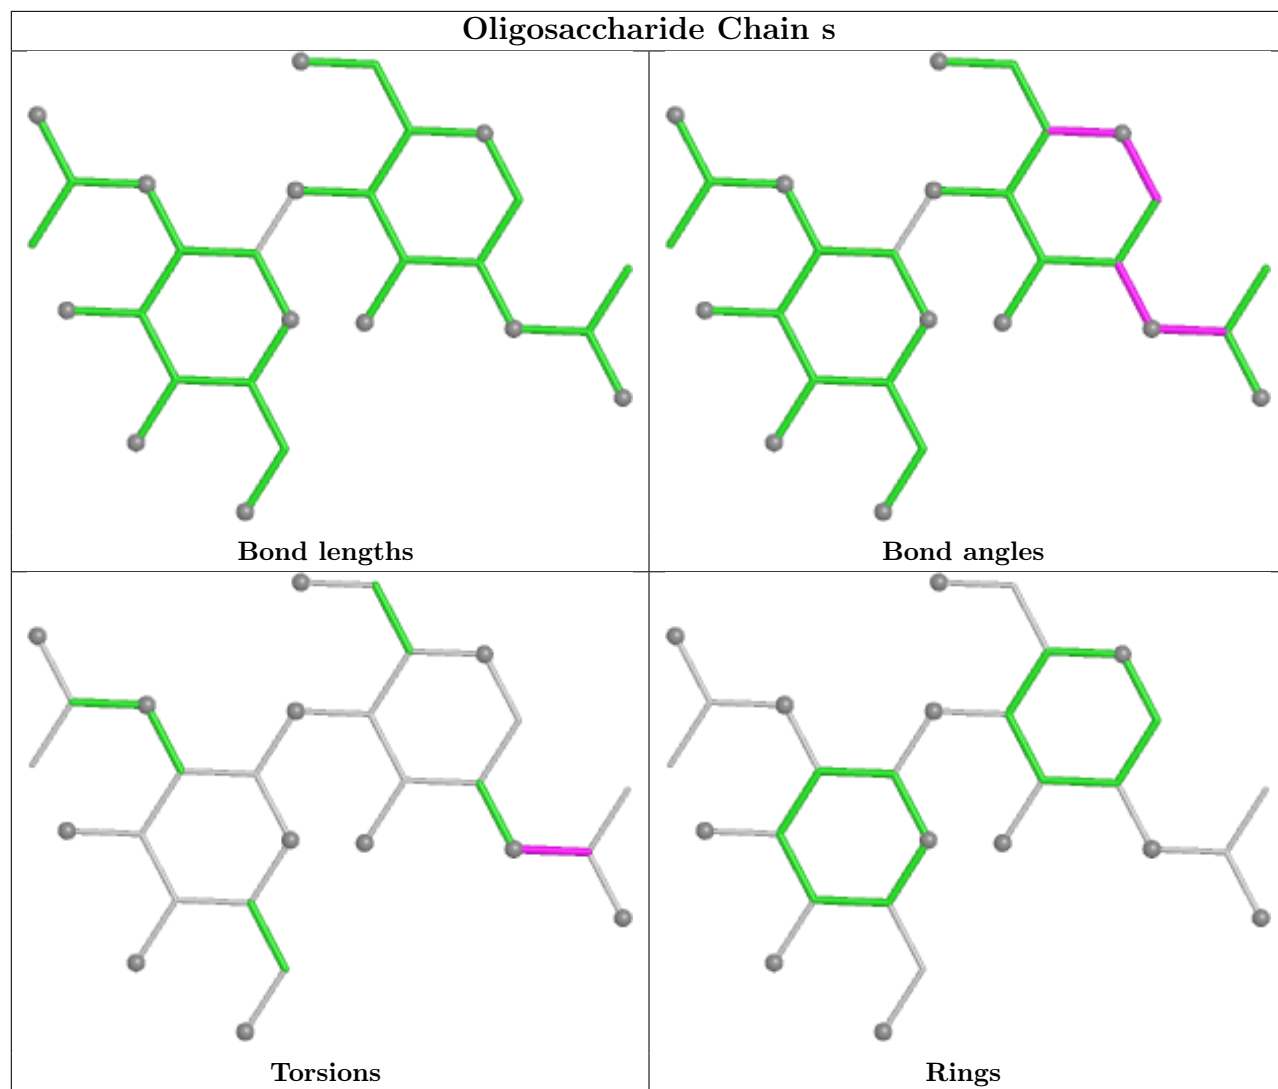 Oligosaccharide Chain s
Bond lengths
Bond angles
Torsions
Rings